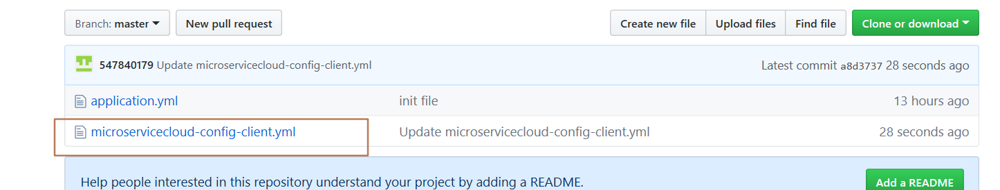 Branch: master New pull request Create new file Upload files Find file Clone or download
547840179 Update microservicecloud-config-client.yml Latest commit a8d3737 28 seconds ago
application.yml init file 13 hours ago
microservicecloud-config-client.yml Update microservicecloud-config-client.yml 28 seconds ago
Help people interested in this repository understand your project by adding a README. Add a README